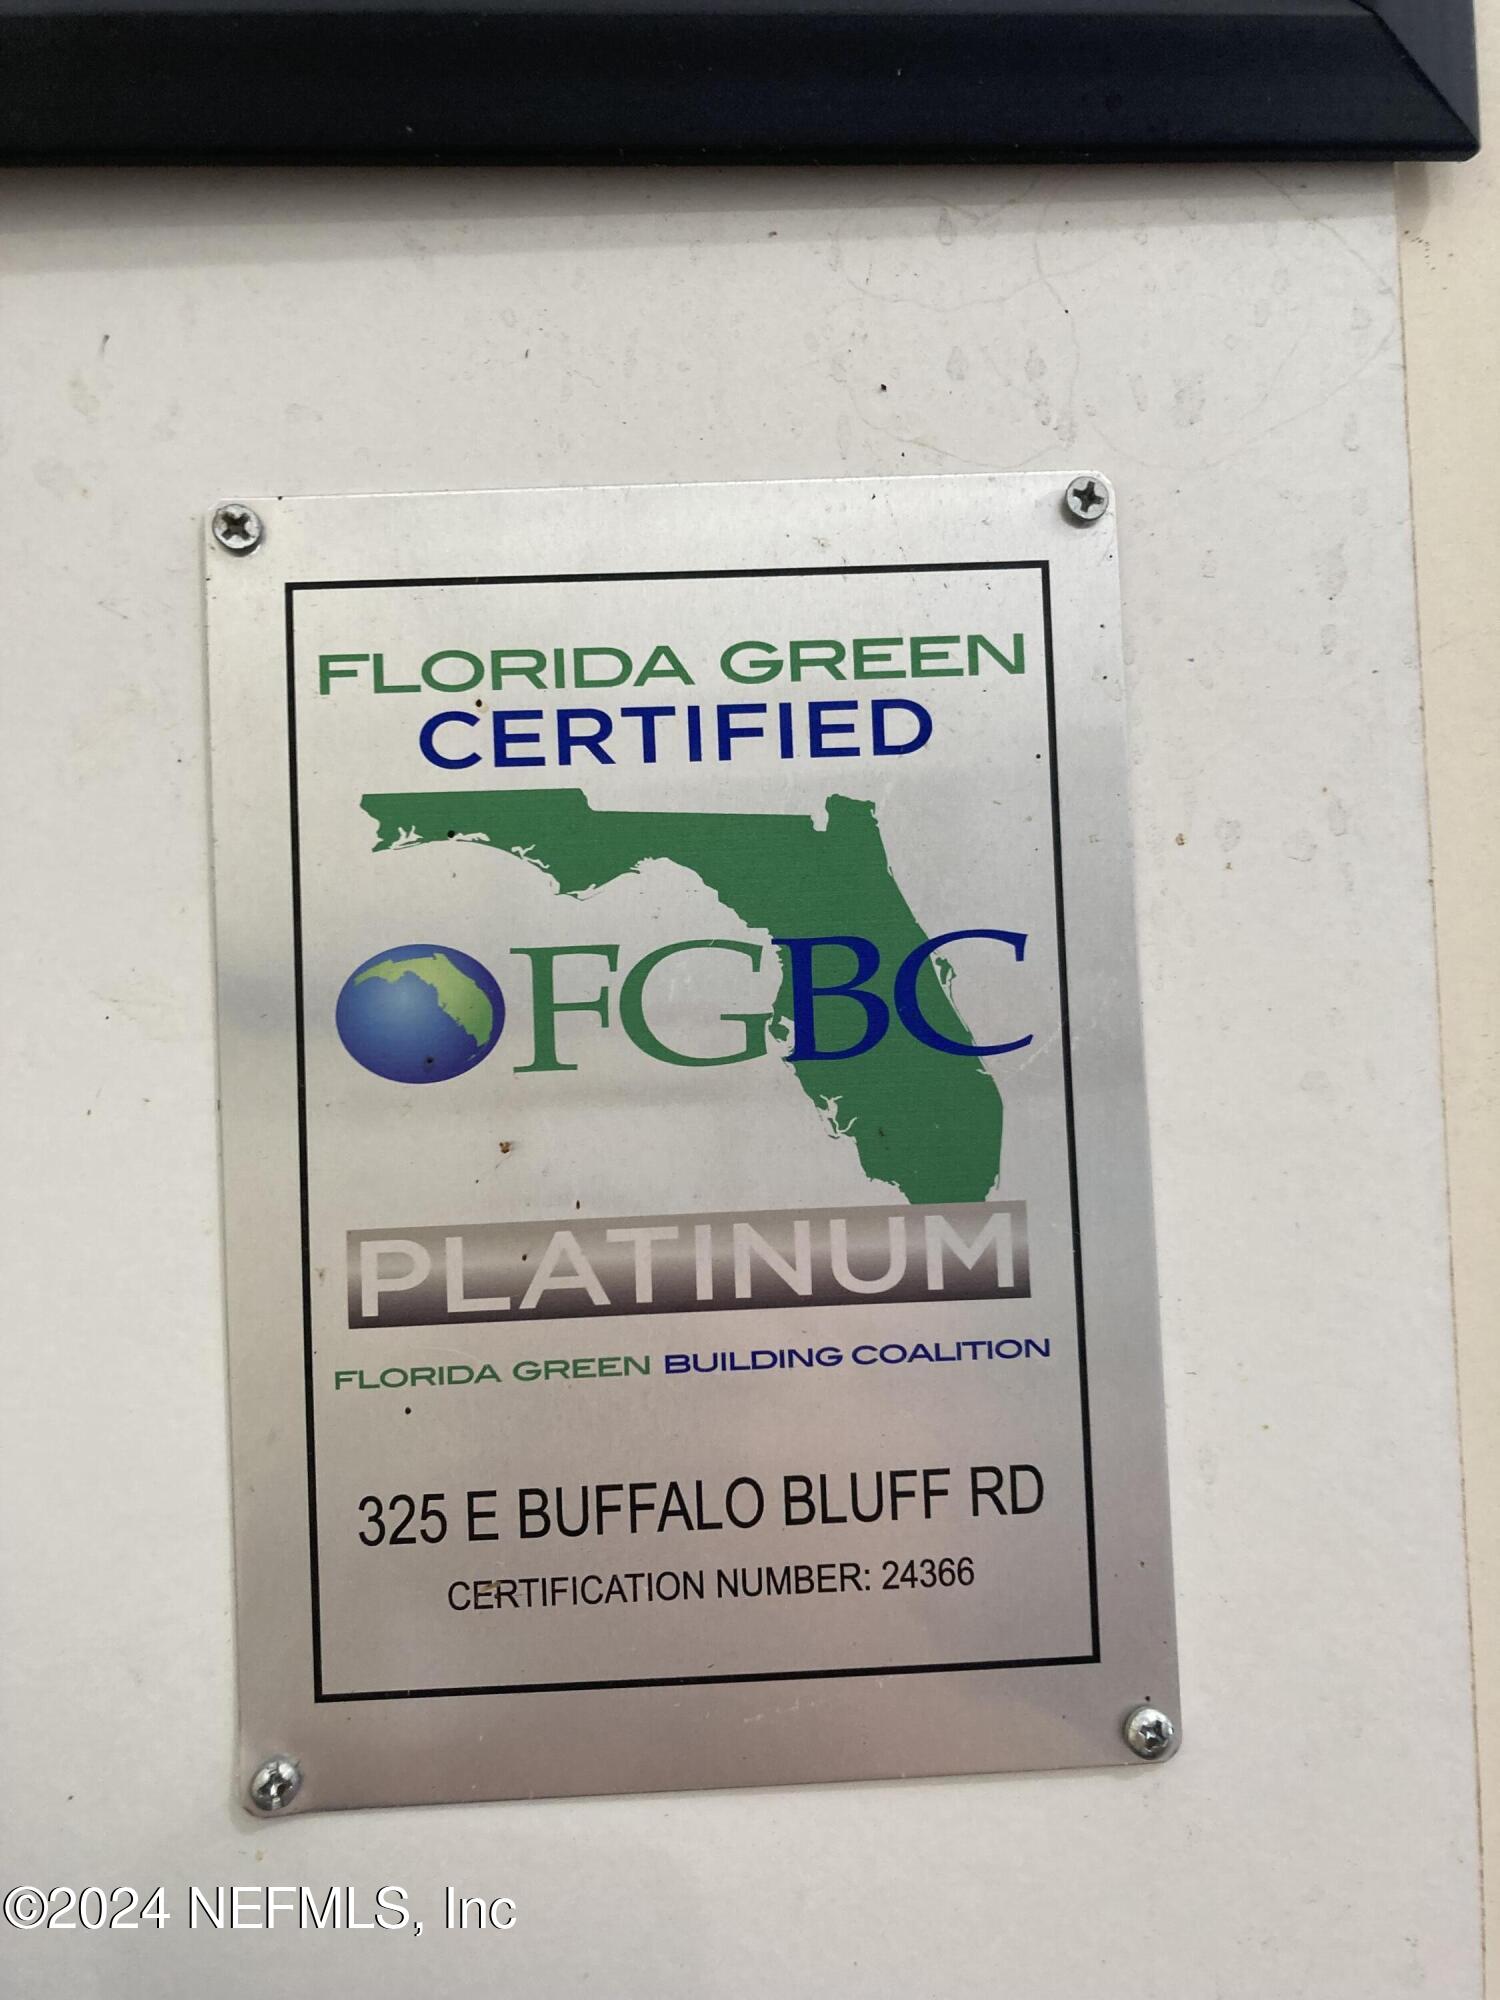 FLORIDA GREEN
CERTIFIED
FGBC
PLATINUM
FLORIDA GREEN BUILDING COALITION
325 E BUFFALO BLUFF RD
CERTIFICATION NUMBER: 24366
©2024 NEFMLS, Inc